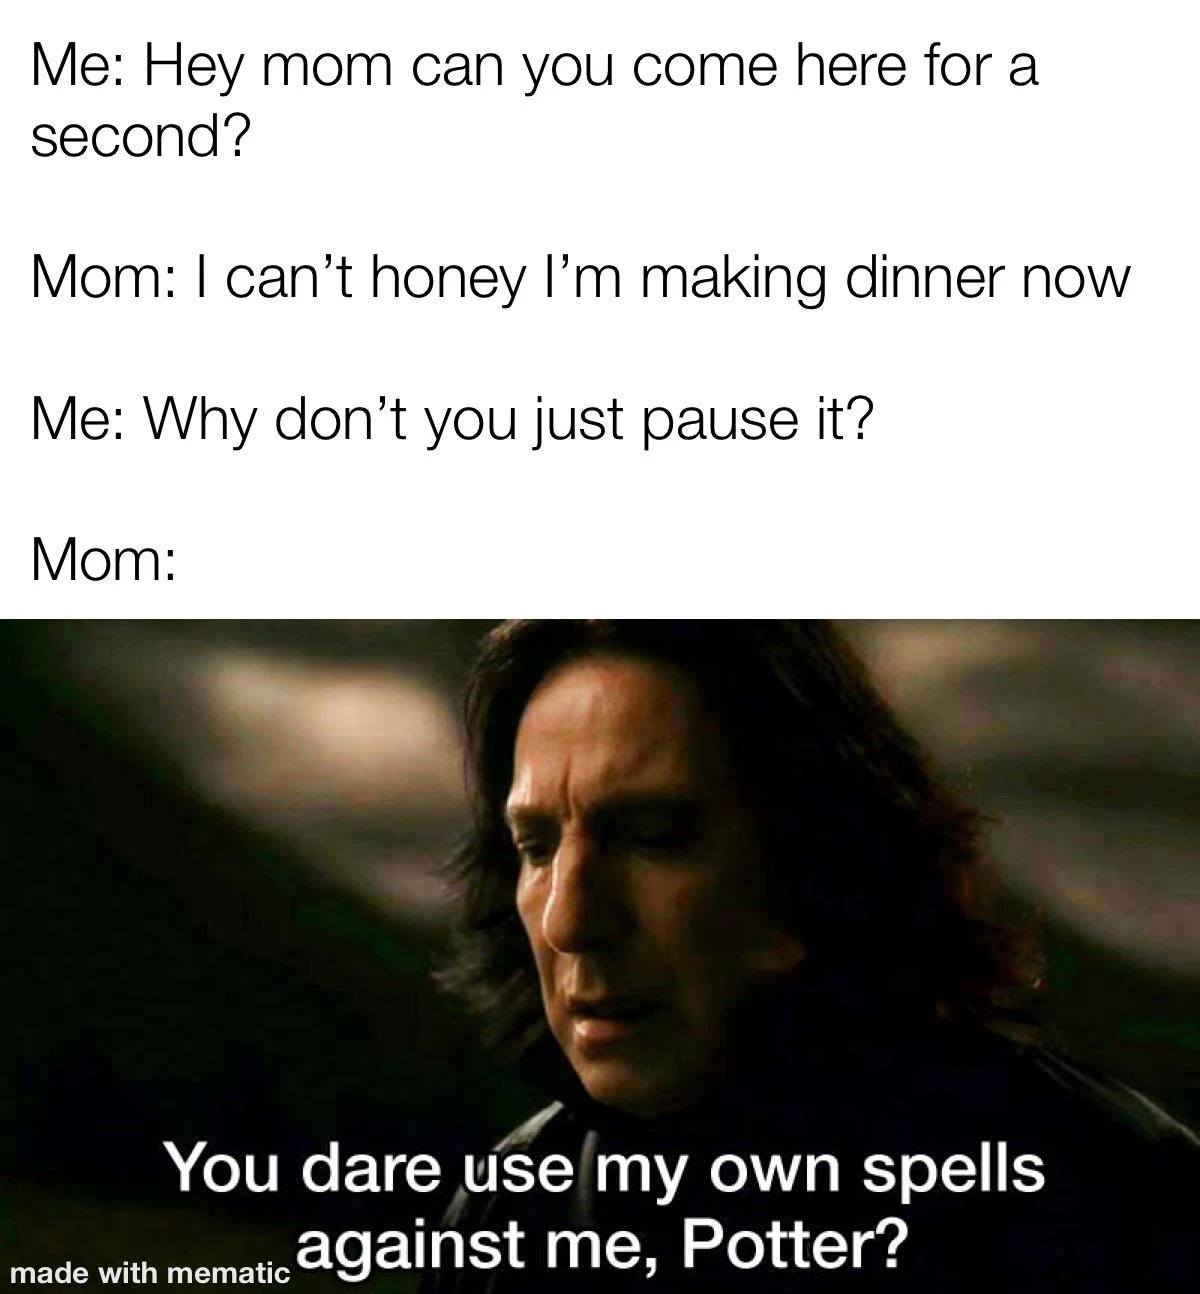 Me: Hey mom can you come here for a
second?
Mom: I can’t honey I’m making dinner now
Me: Why don’t you just pause it?
Mom:
You dare use my own spells
against me, Potter?
made with mematic